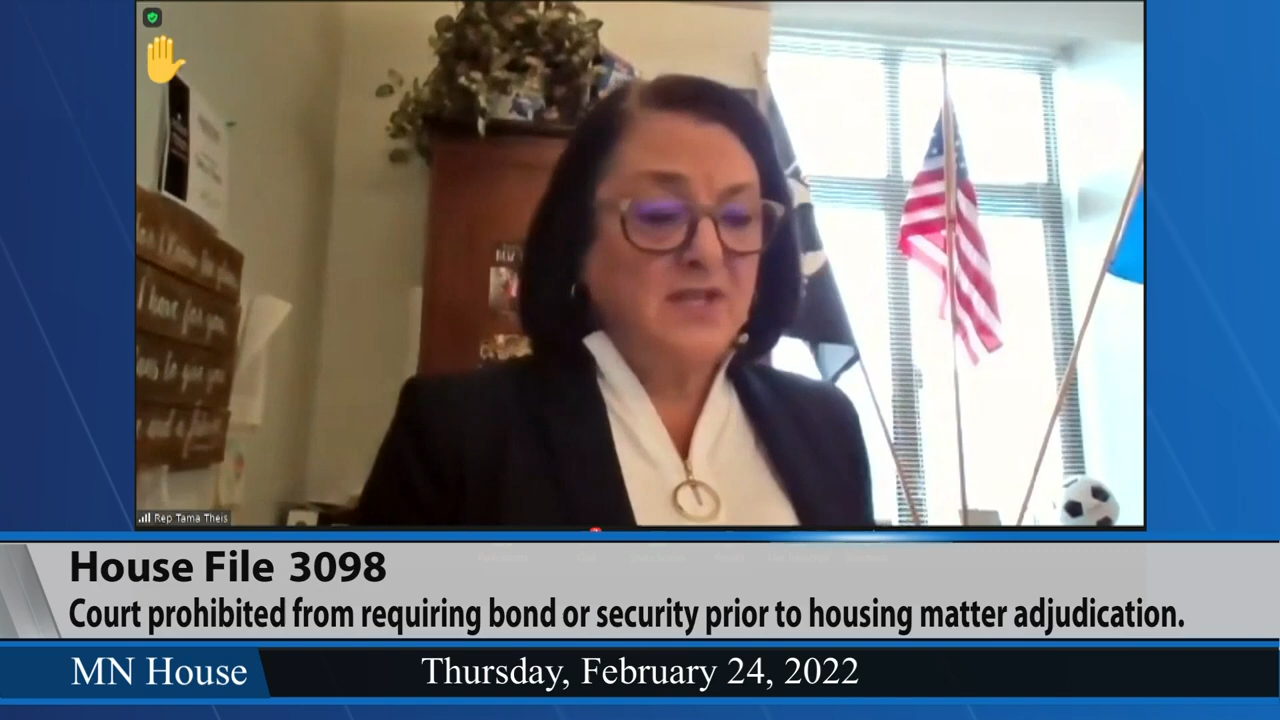 Rep Tama Theis
House File 3098
Court prohibited from requiring bond or security prior to housing matter adjudication.
MN House
Thursday, February 24, 2022